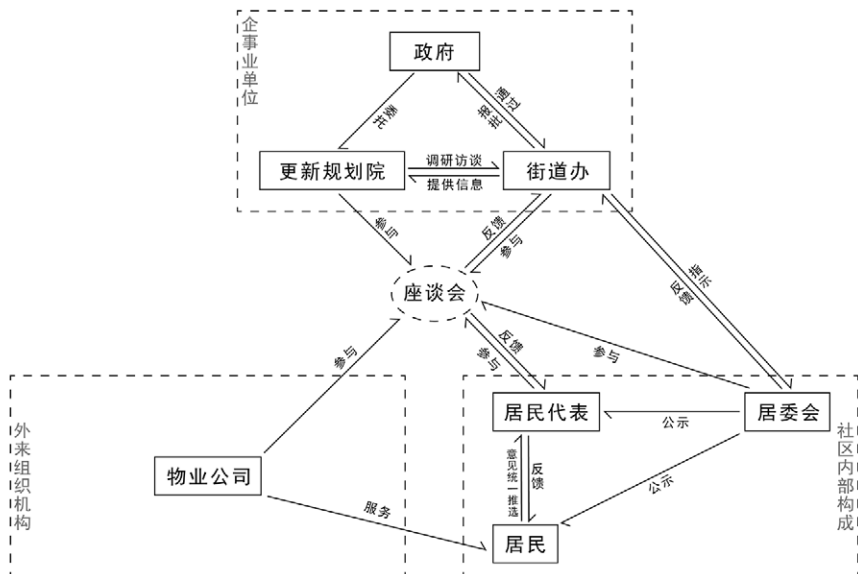 企事业单位
政府
委托
通过
报批
更新规划院
调研访谈
提供信息
街道办
参与
反馈
参与
指示
反馈
座谈会
参与
反馈
参与
参与
外来组织机构
居民代表
公示
居委会
社区内部构成
物业公司
意见统一推选
反馈
公示
服务
居民